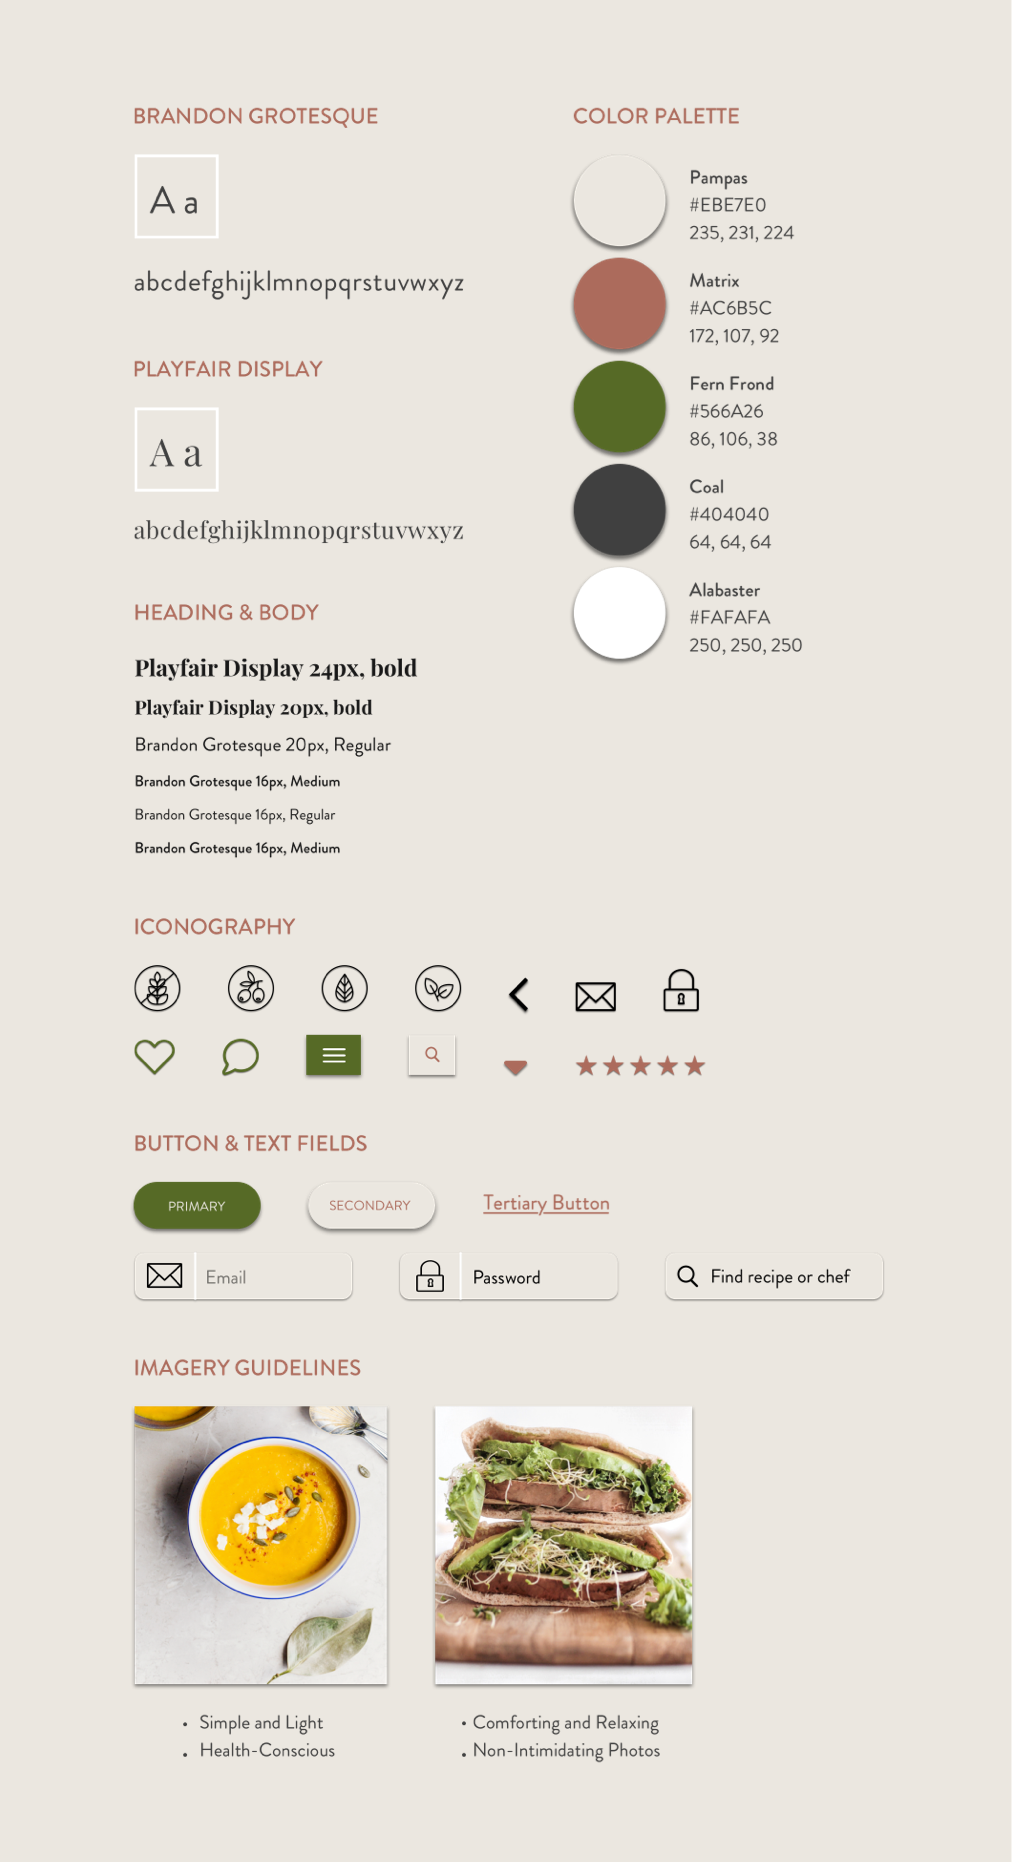 BRANDON GROTESQUE
A a
abcdefghijklmnopqrstuvwxyz
PLAYFAIR DISPLAY
A a
abcdefghijklmnopqrstuvwxyz
HEADING & BODY
Playfair Display 24px, bold
Playfair Display 20px, bold
Brandon Grotesque 20px, Regular
Brandon Grotesque 16px, Medium
Brandon Grotesque 16px, Regular
Brandon Grotesque 16px, Medium
COLOR PALETTE
Pampas
#EBE7E0
235, 231, 224
Matrix
#AC6B5C
172, 107, 92
Fern Frond
#566A26
86, 106, 38
Coal
#404040
64, 64, 64
Alabaster
#FAFAFA
250, 250, 250
ICONOGRAPHY
BUTTON & TEXT FIELDS
PRIMARY
SECONDARY
Tertiary Button
Email
Password
Find recipe or chef
IMAGERY GUIDELINES
• Simple and Light
• Health-Conscious
• Comforting and Relaxing
• Non-Intimidating Photos